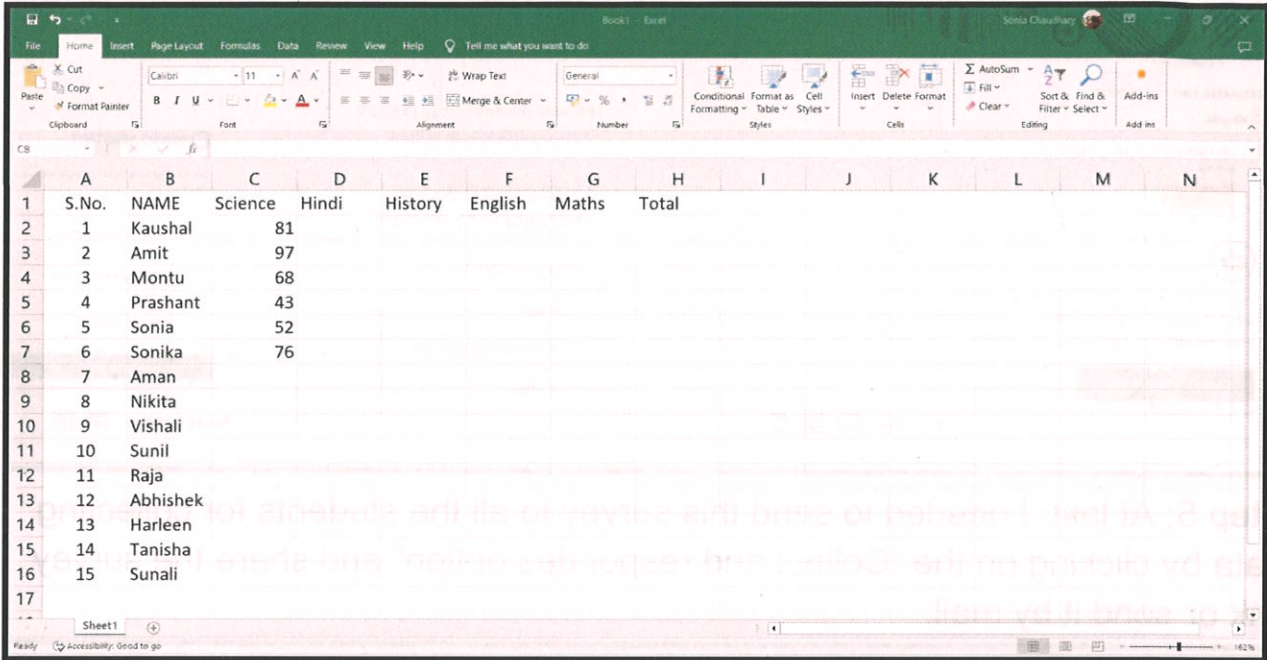 Book1 - Excel
Sonia Chaudhary
File Home Insert Page Layout Formulas Data Review View Help Tell me what you want to do
Paste
Cut
Copy
Format Painter
Clipboard
Calibri 11
B I U
Font
Wrap Text
Merge & Center
Alignment
General
Number
Conditional Formatting
Format as Table
Cell Styles
Styles
Insert Delete Format
Cells
AutoSum
Fill
Clear
Sort & Filter
Find & Select
Editing
Add-ins
Add ins
C8 fx
A B C D E F G H I J K L M N
1 S.No. NAME Science Hindi History English Maths Total
2 1 Kaushal 81
3 2 Amit 97
4 3 Montu 68
5 4 Prashant 43
6 5 Sonia 52
7 6 Sonika 76
8 7 Aman
9 8 Nikita
10 9 Vishali
11 10 Sunil
12 11 Raja
13 12 Abhishek
14 13 Harleen
15 14 Tanisha
16 15 Sunali
17
Sheet1
Ready Accessibility: Good to go 162%